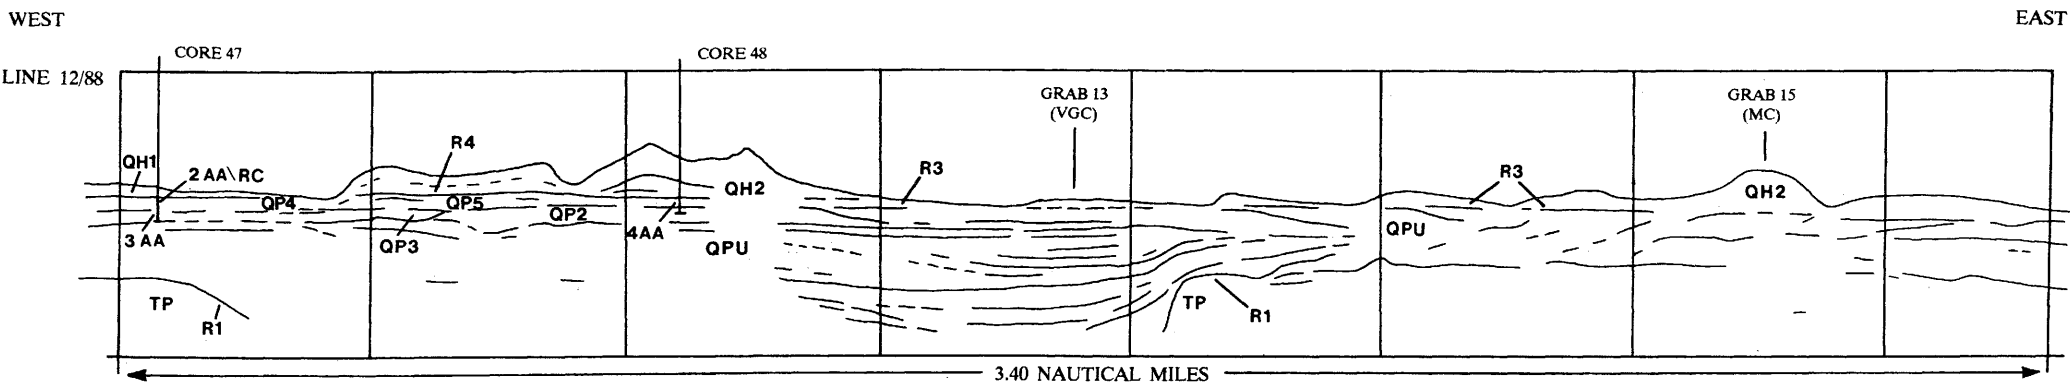 WEST
EAST
CORE 47
CORE 48
LINE 12/88
GRAB 13
(VGC)
GRAB 15
(MC)
QH1
R4
2 AA\RC
R3
R3
QH2
QH2
QP4
QP5
QP2
3 AA
QP3
4AA
QPU
QPU
TP
R1
TP
R1
3.40 NAUTICAL MILES